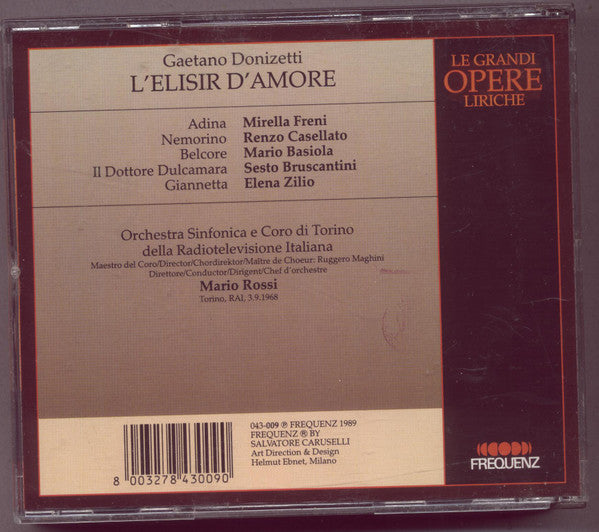 Gaetano Donizetti
L'ELISIR D'AMORE
Adina Mirella Freni
Nemorino Renzo Casellato
Belcore Mario Basiola
Il Dottore Dulcamara Sesto Bruscantini
Giannetta Elena Zilio
Orchestra Sinfonica e Coro di Torino
della Radiotelevisione Italiana
Maestro del Coro/Director/Chordirektor/Maître de Choeur: Ruggero Maghini
Direttore/Conductor/Dirigent/Chef d'orchestre
Mario Rossi
Torino, RAI, 3.9.1968
043-009 ℗ FREQUENZ 1989
FREQUENZ ® BY
SALVATORE CARUSELLI
Art Direction & Design
Helmut Ebnet, Milano
8 003278 430090
LE GRANDI
OPERE
LIRICHE
FREQUENZ